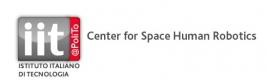 iit
@PoliTo
Center for Space Human Robotics
ISTITUTO ITALIANO
DI TECNOLOGIA